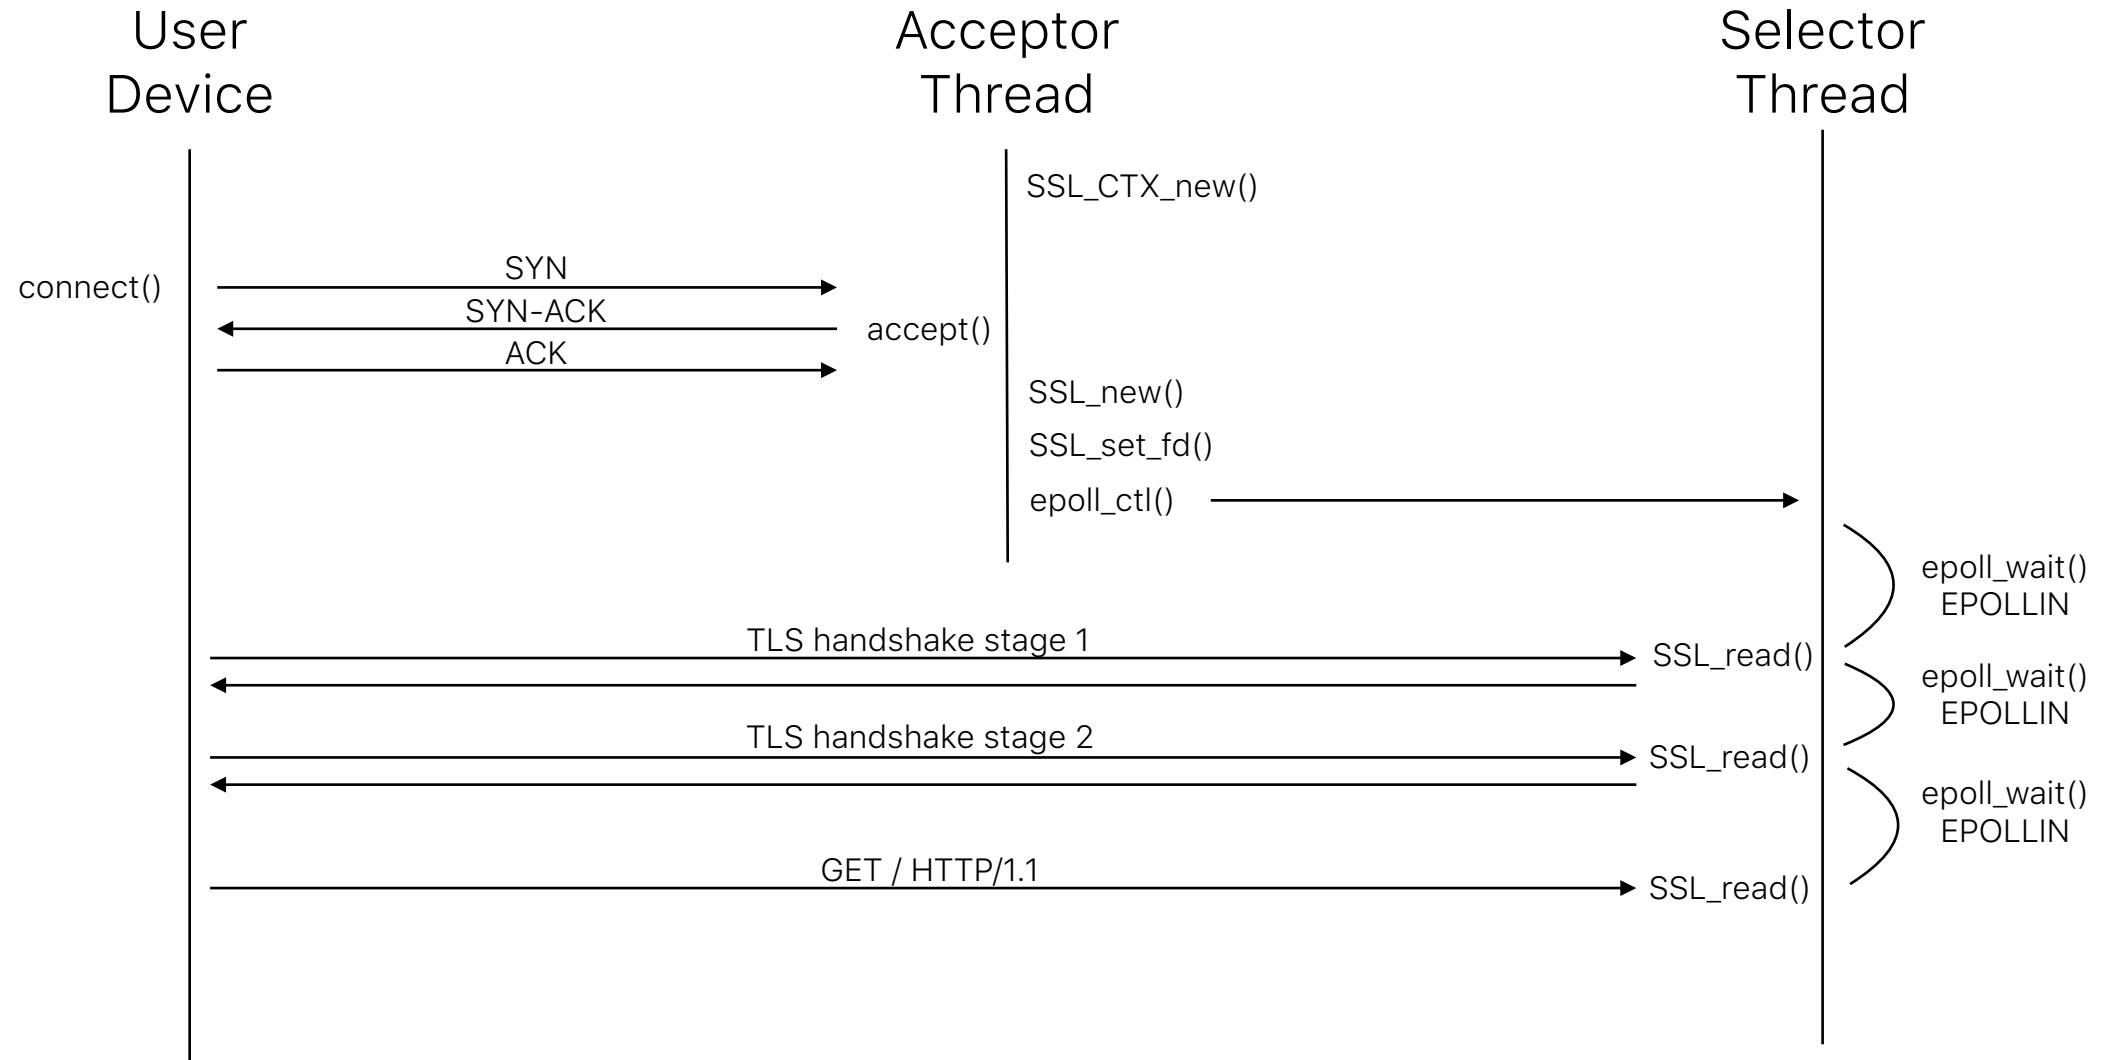 User
Device
Acceptor
Thread
Selector
Thread
SSL_CTX_new()
connect()
SYN
SYN-ACK
accept()
ACK
SSL_new()
SSL_set_fd()
epoll_ctl()
epoll_wait()
EPOLLIN
TLS handshake stage 1
SSL_read()
epoll_wait()
EPOLLIN
TLS handshake stage 2
SSL_read()
epoll_wait()
EPOLLIN
GET / HTTP/1.1
SSL_read()